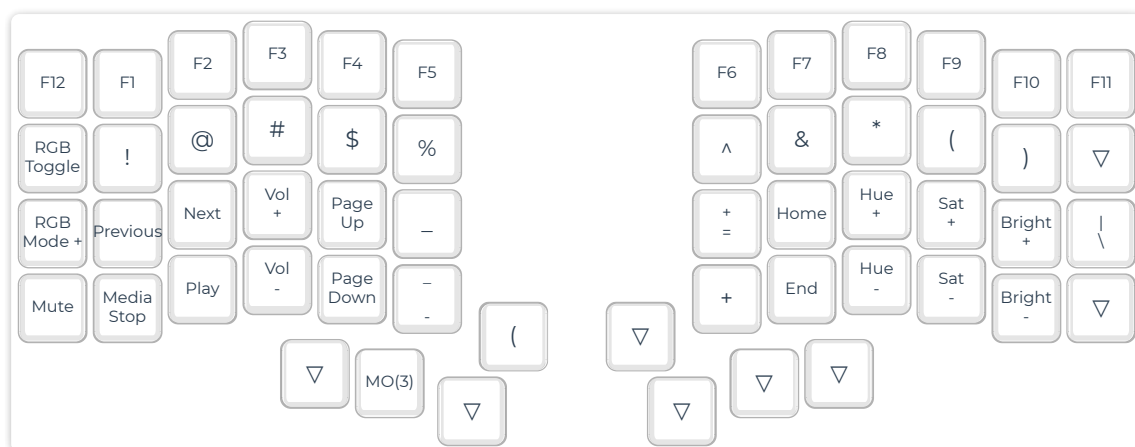 F12 F1 F2 F3 F4 F5 F6 F7 F8 F9 F10 F11
RGB Toggle ! @ # $ % ^ & * ( ) ▽
RGB Mode + Previous Next Vol + Page Up _ + = Home Hue + Sat + Bright + | \
Mute Media Stop Play Vol - Page Down _ - + End Hue - Sat - Bright - ▽
( ▽
▽ MO(3) ▽ ▽ ▽ ▽